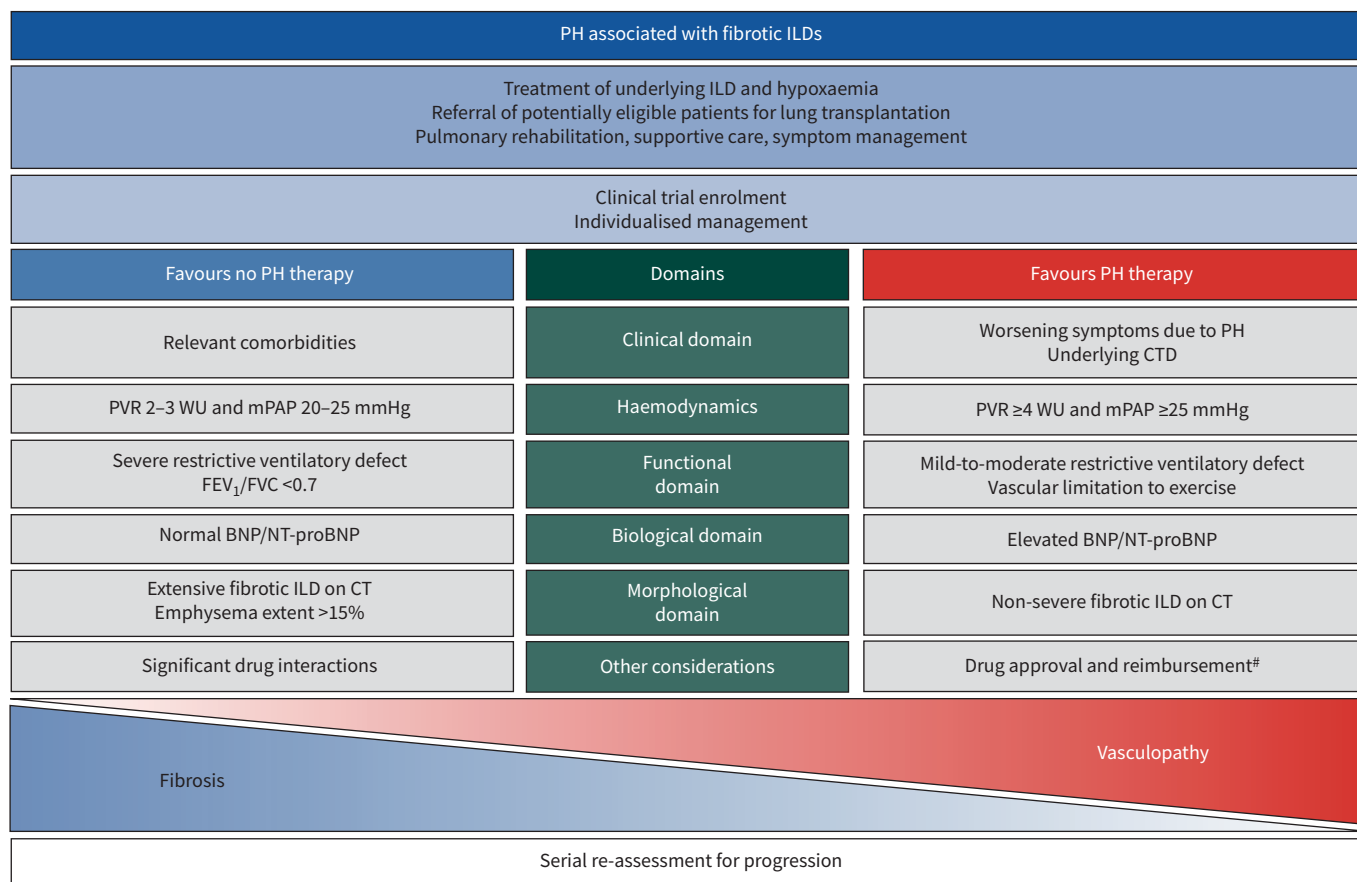 PH associated with fibrotic ILDs
Treatment of underlying ILD and hypoxaemia
Referral of potentially eligible patients for lung transplantation
Pulmonary rehabilitation, supportive care, symptom management
Clinical trial enrolment
Individualised management
Favours no PH therapy
Domains
Favours PH therapy
Relevant comorbidities
Clinical domain
Worsening symptoms due to PH
Underlying CTD
PVR 2–3 WU and mPAP 20–25 mmHg
Haemodynamics
PVR ≥4 WU and mPAP ≥25 mmHg
Severe restrictive ventilatory defect
FEV₁/FVC <0.7
Functional
domain
Mild-to-moderate restrictive ventilatory defect
Vascular limitation to exercise
Normal BNP/NT-proBNP
Biological domain
Elevated BNP/NT-proBNP
Extensive fibrotic ILD on CT
Emphysema extent >15%
Morphological
domain
Non-severe fibrotic ILD on CT
Significant drug interactions
Other considerations
Drug approval and reimbursement#
Vasculopathy
Fibrosis
Serial re-assessment for progression